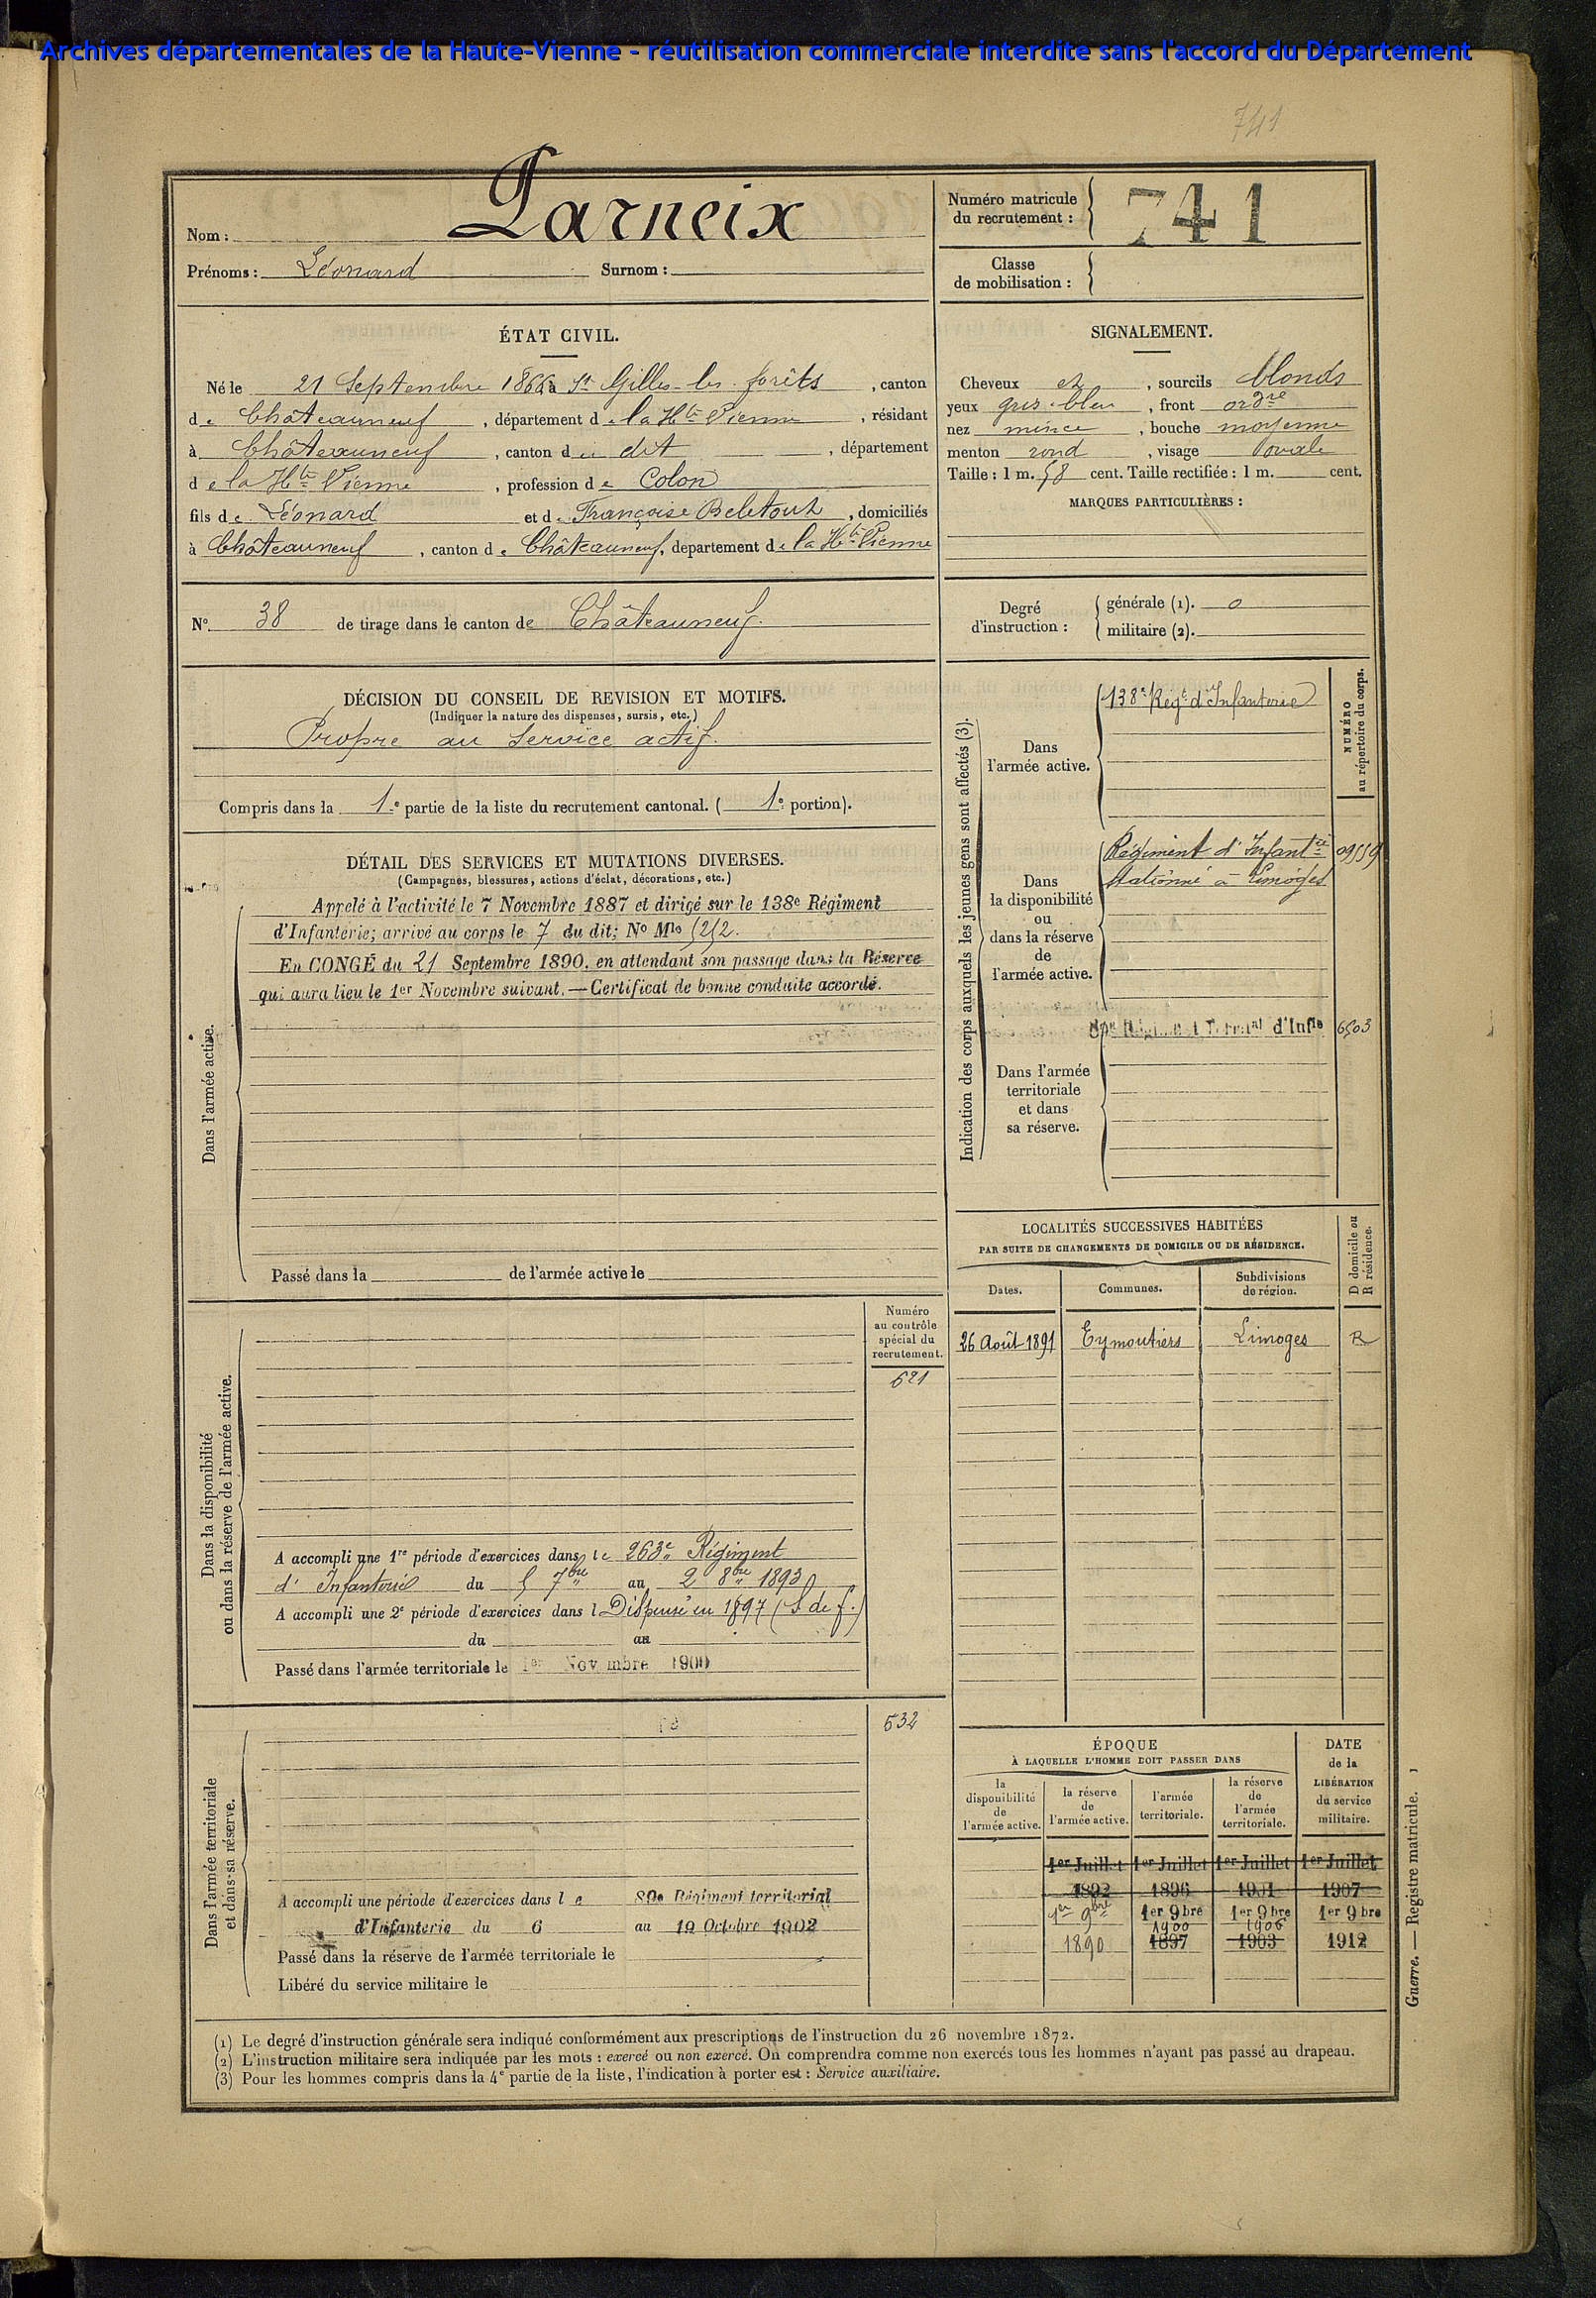 Archives départementales de la Haute-Vienne - réutilisation commerciale interdite sans l'accord du Département
741
Nom : Parneix
Prénoms : Léonard Surnom :
Numéro matricule du recrutement : 741
Classe de mobilisation :
ÉTAT CIVIL.
Né le 21 Septembre 1866 à St Gilles-les-forêts, canton
de Châteauneuf, département de la Hte Vienne, résidant
à Châteauneuf, canton du dit, département
de la Hte Vienne, profession de Colon
fils de Léonard et de Françoise, domiciliés
à Châteauneuf, canton de Châteauneuf, département de la Hte Vienne
SIGNALEMENT.
Cheveux et, sourcils blonds
yeux gris-bleu, front ordre
nez mince, bouche moyenne
menton rond, visage ovale
Taille : 1 m. 58 cent. Taille rectifiée : 1 m. cent.
MARQUES PARTICULIÈRES :
No 38 de tirage dans le canton de Châteauneuf.
Degré d'instruction :
générale (1). 0
militaire (2).
DÉCISION DU CONSEIL DE REVISION ET MOTIFS.
(Indiquer la nature des dispenses, sursis, etc.)
Propre au service actif.
Compris dans la 1e partie de la liste du recrutement cantonal. (1e portion).
DÉTAIL DES SERVICES ET MUTATIONS DIVERSES.
(Campagnes, blessures, actions d'éclat, décorations, etc.)
Dans l'armée active.
Appelé à l'activité le 7 Novembre 1887 et dirigé sur le 138e Régiment
d'Infanterie; arrivé au corps le 7 du dit; No Mle 5252.
En CONGÉ du 21 Septembre 1890, en attendant son passage dans la Réserve
qui aura lieu le 1er Novembre suivant. — Certificat de bonne conduite accordé.
Passé dans la de l'armée active le
Indication des corps auxquels les jeunes gens sont affectés (3).
NUMÉRO au répertoire du corps.
Dans l'armée active.
138e Régt d'Infanterie
Dans la disponibilité ou dans la réserve de l'armée active.
Régiment d'Infantie
stationné à Limoges
Dans l'armée territoriale et dans sa réserve.
d'Infie
6503
LOCALITÉS SUCCESSIVES HABITÉES
PAR SUITE DE CHANGEMENTS DE DOMICILE OU DE RÉSIDENCE.
Dates. Communes. Subdivisions de région. D domicile ou R résidence.
26 Août 1891 Eymoutiers Limoges R
Dans la disponibilité ou dans la réserve de l'armée active.
Numéro au contrôle spécial du recrutement.
621
A accompli une 1re période d'exercices dans le 263e Régiment
d'Infanterie du 5 7bre au 2 8bre 1893
A accompli une 2e période d'exercices dans l Dispensé en 1897 (S. de f.)
du au
Passé dans l'armée territoriale le 1er Novembre 1900
Dans l'armée territoriale et dans sa réserve.
532
A accompli une période d'exercices dans le 80e Régiment territorial
d'Infanterie du 6 au 19 Octobre 1902
Passé dans la réserve de l'armée territoriale le
Libéré du service militaire le
ÉPOQUE
À LAQUELLE L'HOMME DOIT PASSER DANS
la disponibilité de l'armée active.
la réserve de l'armée active.
l'armée territoriale.
la réserve de l'armée territoriale.
DATE de la LIBÉRATION du service militaire.
1er Juillet 1er Juillet 1er Juillet 1er Juillet
1892 1896 1901 1907
1er 9bre 1er 9bre 1er 9bre 1er 9bre
1900 1906
1890 1897 1903 1912
Guerre. — Registre matricule. 1
(1) Le degré d'instruction générale sera indiqué conformément aux prescriptions de l'instruction du 26 novembre 1872.
(2) L'instruction militaire sera indiquée par les mots : exercé ou non exercé. On comprendra comme non exercés tous les hommes n'ayant pas passé au drapeau.
(3) Pour les hommes compris dans la 4e partie de la liste, l'indication à porter est : Service auxiliaire.